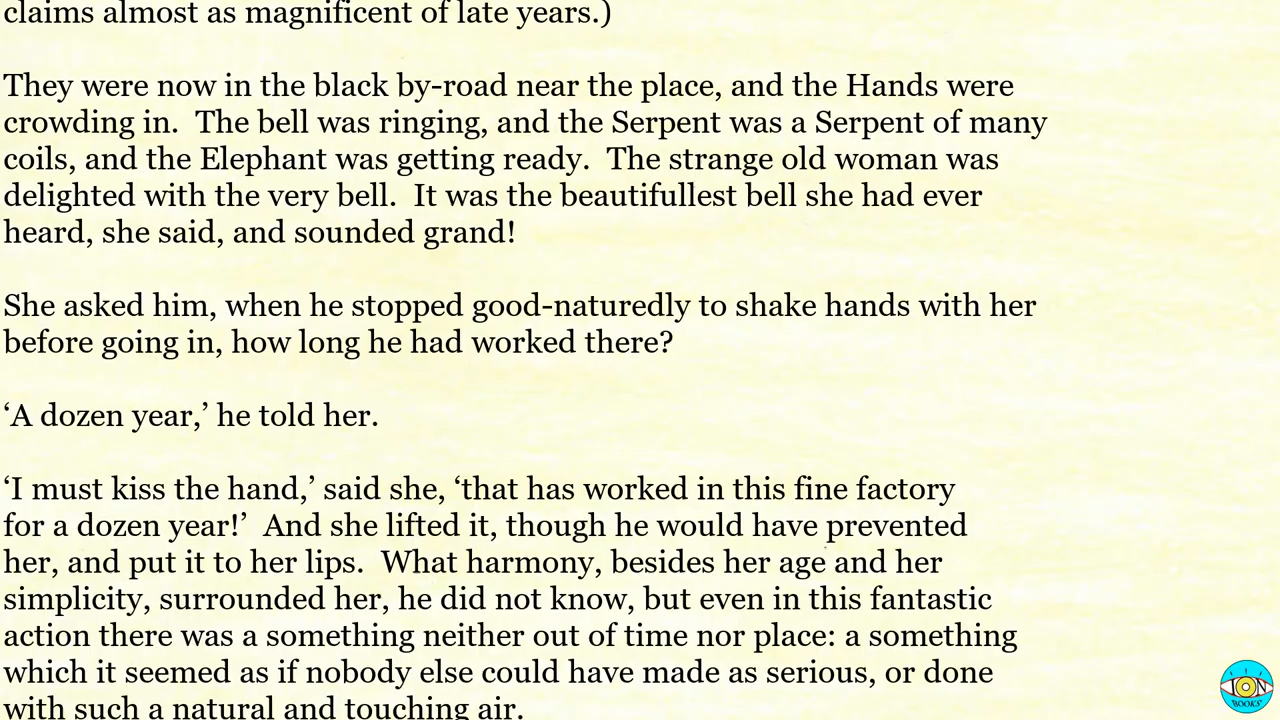 claims almost as magnificent of late years.)
They were now in the black by-road near the place, and the Hands were
crowding in.  The bell was ringing, and the Serpent was a Serpent of many
coils, and the Elephant was getting ready.  The strange old woman was
delighted with the very bell.  It was the beautifullest bell she had ever
heard, she said, and sounded grand!
She asked him, when he stopped good-naturedly to shake hands with her
before going in, how long he had worked there?
‘A dozen year,’ he told her.
‘I must kiss the hand,’ said she, ‘that has worked in this fine factory
for a dozen year!’  And she lifted it, though he would have prevented
her, and put it to her lips.  What harmony, besides her age and her
simplicity, surrounded her, he did not know, but even in this fantastic
action there was a something neither out of time nor place: a something
which it seemed as if nobody else could have made as serious, or done
with such a natural and touching air.
ION
BOOKS